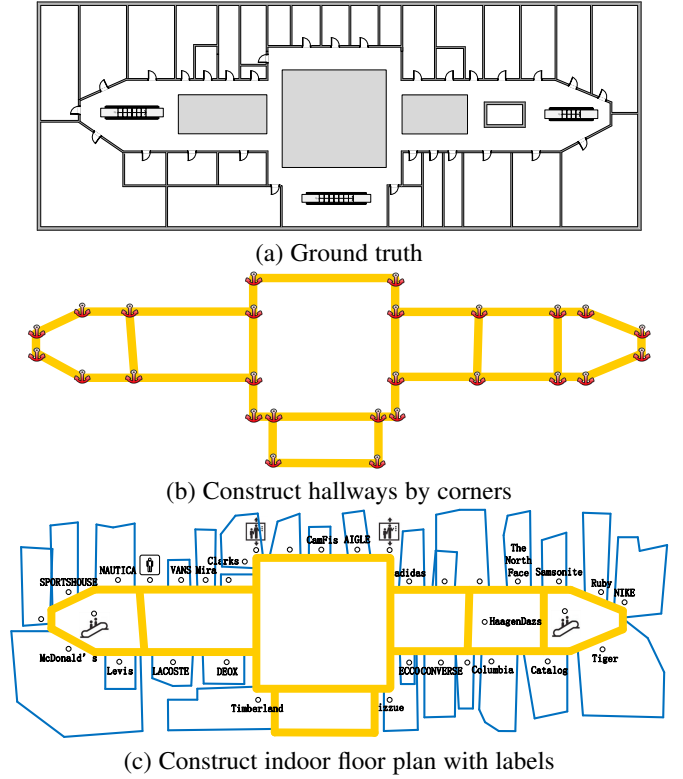 (a) Ground truth
(b) Construct hallways by corners
CamFis AIGLE
Clarks
The
North
Face
NAUTICA VANS Mira
adidas Samsonite
SPORTSHOUSE
Ruby
NIKE
HaagenDazs
McDonald's
Levis LACOSTE DEOX
ECCO CONVERSE Columbia Catalog
Tiger
Timberland
izzue
(c) Construct indoor floor plan with labels